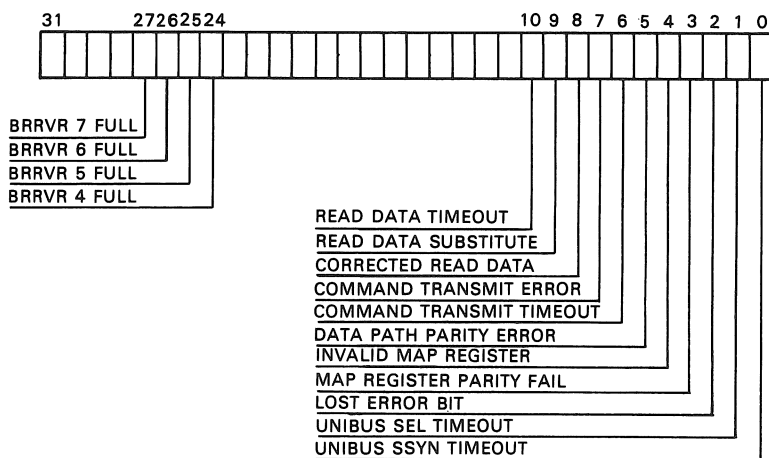 31 27262524 10 9 8 7 6 5 4 3 2 1 0
BRRVR 7 FULL
BRRVR 6 FULL
BRRVR 5 FULL
BRRVR 4 FULL
READ DATA TIMEOUT
READ DATA SUBSTITUTE
CORRECTED READ DATA
COMMAND TRANSMIT ERROR
COMMAND TRANSMIT TIMEOUT
DATA PATH PARITY ERROR
INVALID MAP REGISTER
MAP REGISTER PARITY FAIL
LOST ERROR BIT
UNIBUS SEL TIMEOUT
UNIBUS SSYN TIMEOUT